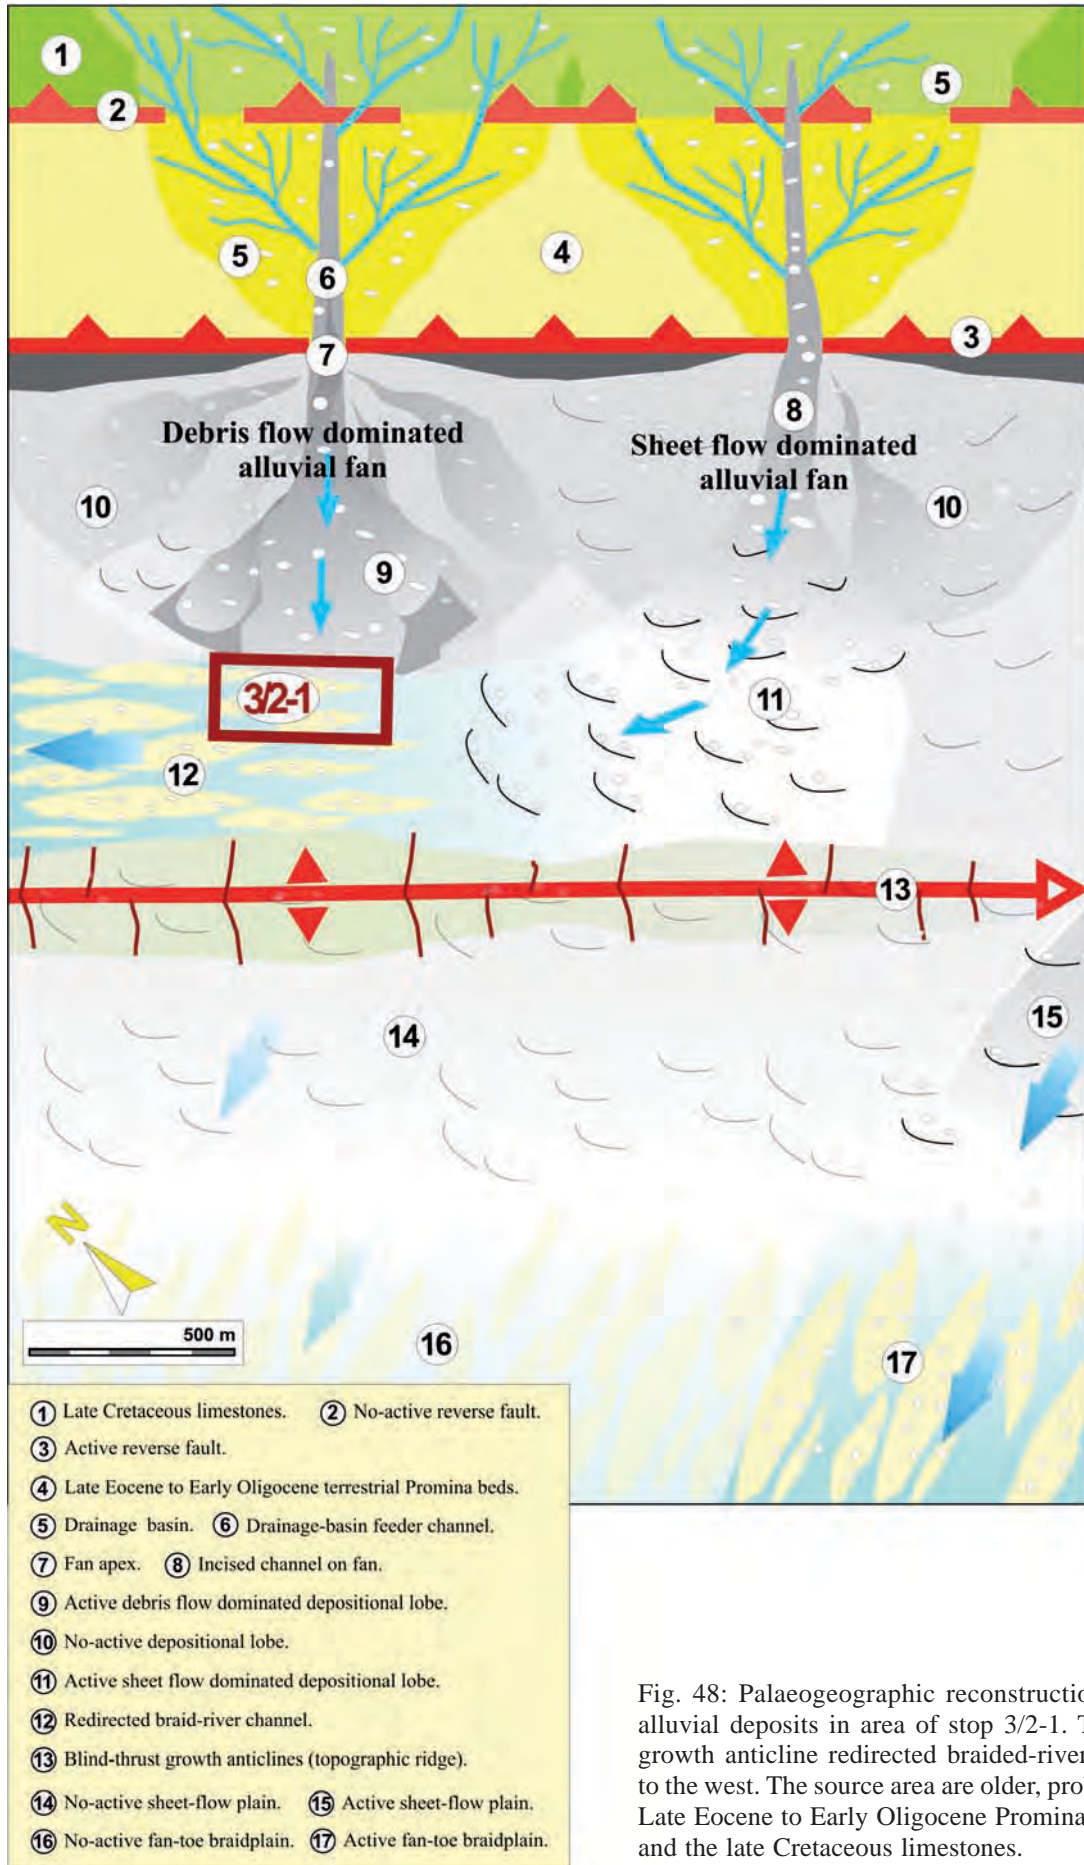 1
2
5
5
4
6
3
7
8
Debris flow dominated
alluvial fan
Sheet flow dominated
alluvial fan
10
10
9
3/2-1
11
12
13
14
15
N
500 m
16
17
1 Late Cretaceous limestones. 2 No-active reverse fault.
3 Active reverse fault.
4 Late Eocene to Early Oligocene terrestrial Promina beds.
5 Drainage basin. 6 Drainage-basin feeder channel.
7 Fan apex. 8 Incised channel on fan.
9 Active debris flow dominated depositional lobe.
10 No-active depositional lobe.
11 Active sheet flow dominated depositional lobe.
12 Redirected braid-river channel.
13 Blind-thrust growth anticlines (topographic ridge).
14 No-active sheet-flow plain. 15 Active sheet-flow plain.
16 No-active fan-toe braidplain. 17 Active fan-toe braidplain.
Fig. 48: Palaeogeographic reconstructio
alluvial deposits in area of stop 3/2-1. T
growth anticline redirected braided-river
to the west. The source area are older, pro
Late Eocene to Early Oligocene Promina
and the late Cretaceous limestones.